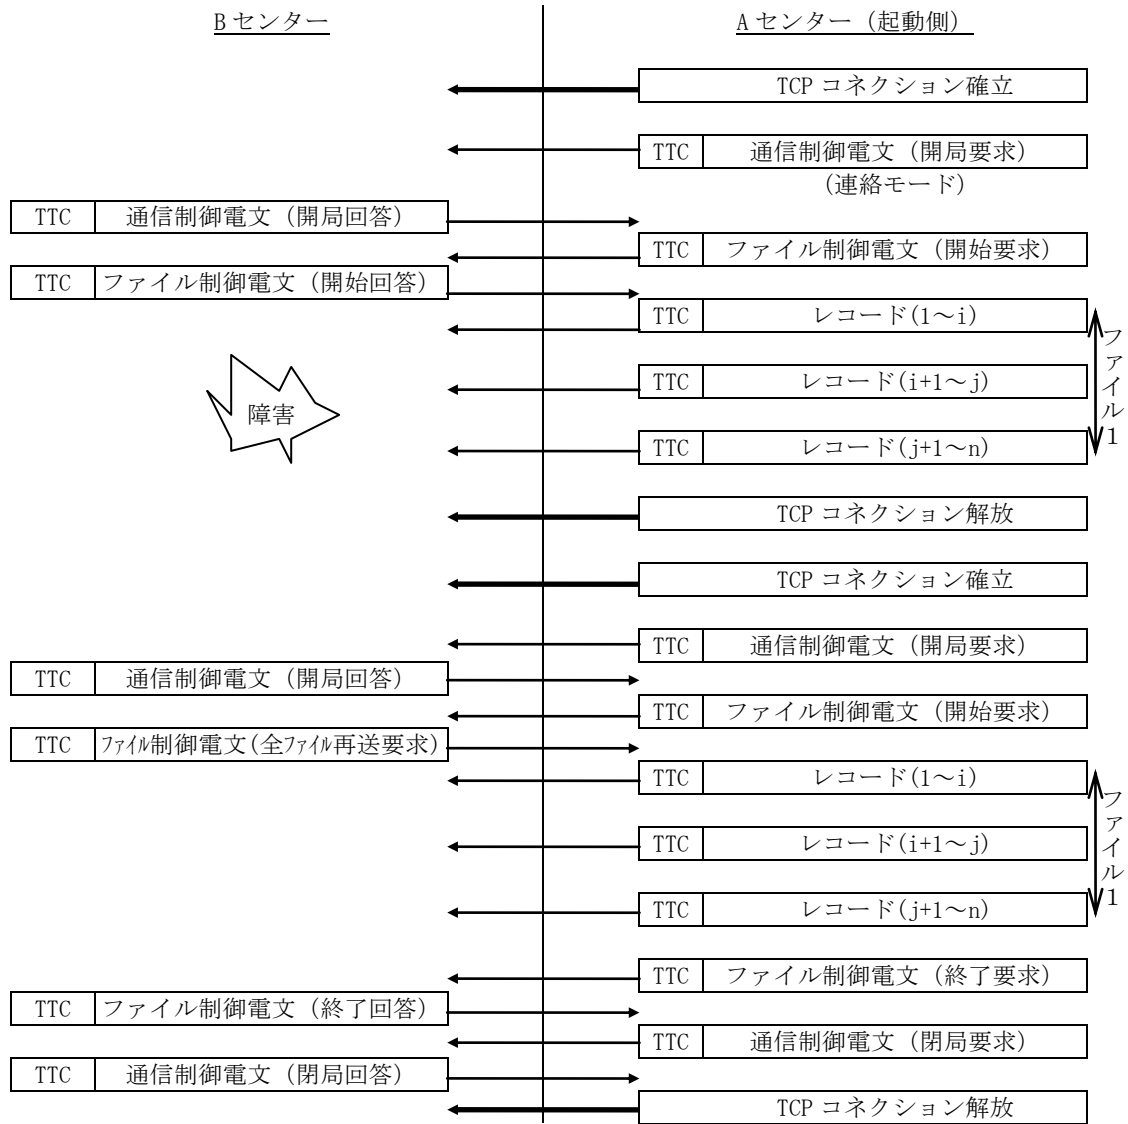 Bセンター
Aセンター（起動側）
TCPコネクション確立
TTC 通信制御電文（開局要求）
（連絡モード）
TTC 通信制御電文（開局回答）
TTC ファイル制御電文（開始要求）
TTC ファイル制御電文（開始回答）
TTC レコード(1～i)
TTC レコード(i+1～j)
障害
TTC レコード(j+1～n)
ファイル1
TCPコネクション解放
TCPコネクション確立
TTC 通信制御電文（開局要求）
TTC 通信制御電文（開局回答）
TTC ファイル制御電文（開始要求）
TTC ﾌｧｲﾙ制御電文(全ﾌｧｲﾙ再送要求)
TTC レコード(1～i)
TTC レコード(i+1～j)
TTC レコード(j+1～n)
ファイル1
TTC ファイル制御電文（終了要求）
TTC ファイル制御電文（終了回答）
TTC 通信制御電文（閉局要求）
TTC 通信制御電文（閉局回答）
TCPコネクション解放